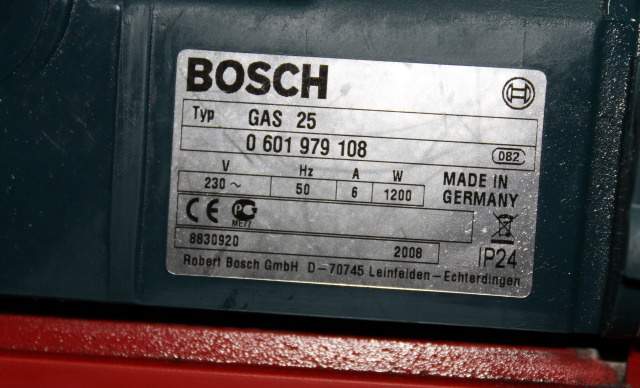 BOSCH
Typ GAS 25
0 601 979 108 082
V Hz A W
230 ~ 50 6 1200
MADE IN
GERMANY
CE
8830920 2008
IP24
Robert Bosch GmbH D-70745 Leinfelden-Echterdingen